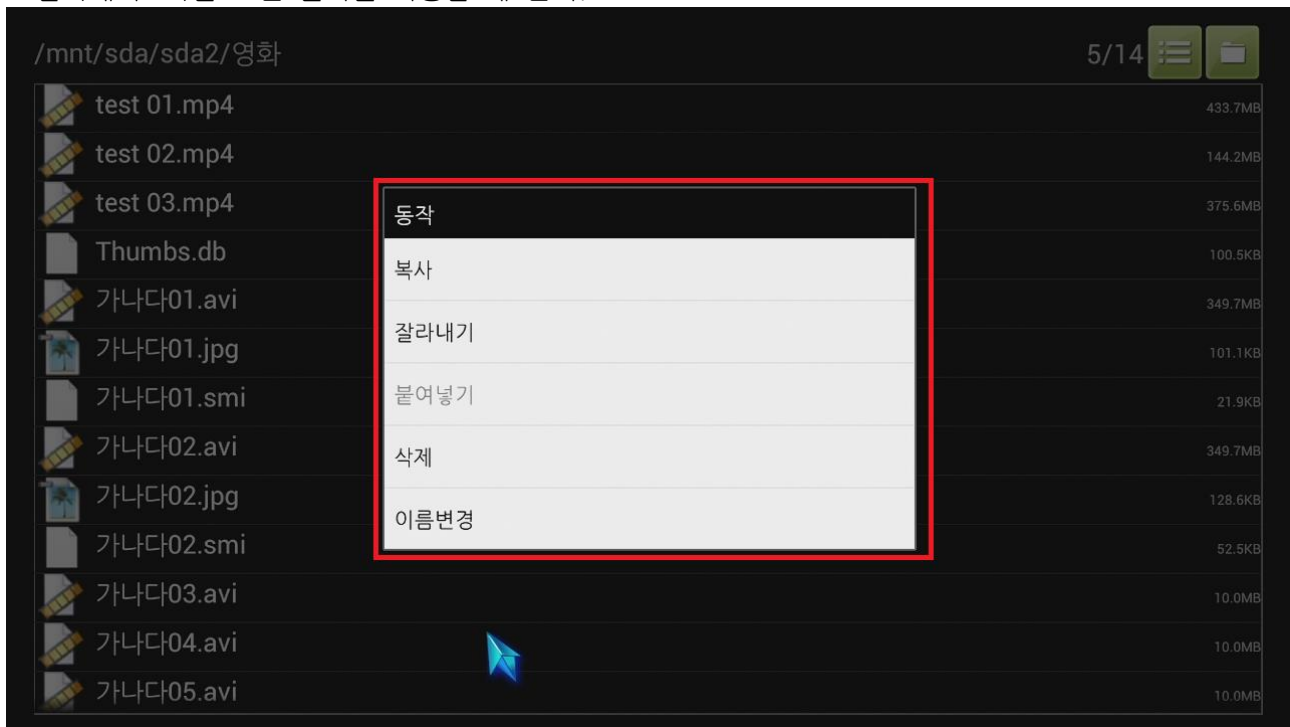 /mnt/sda/sda2/영화 5/14
test 01.mp4 433.7MB
test 02.mp4 144.2MB
test 03.mp4 375.6MB
Thumbs.db 100.5KB
가나다01.avi 349.7MB
가나다01.jpg 101.1KB
가나다01.smi 21.9KB
가나다02.avi 349.7MB
가나다02.jpg 128.6KB
가나다02.smi 52.5KB
가나다03.avi 10.0MB
가나다04.avi 10.0MB
가나다05.avi 10.0MB
동작
복사
잘라내기
붙여넣기
삭제
이름변경